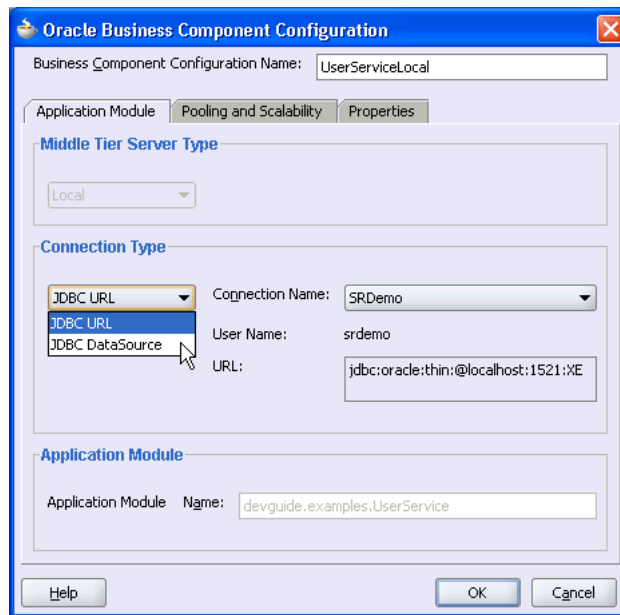 Oracle Business Component Configuration
Business Component Configuration Name: UserServiceLocal
Application Module Pooling and Scalability Properties
Middle Tier Server Type
Local
Connection Type
JDBC URL Connection Name: SRDemo
JDBC URL User Name: srdemo
JDBC DataSource
URL: jdbc:oracle:thin:@localhost:1521:XE
Application Module
Application Module Name: devguide.examples.UserService
Help OK Cancel